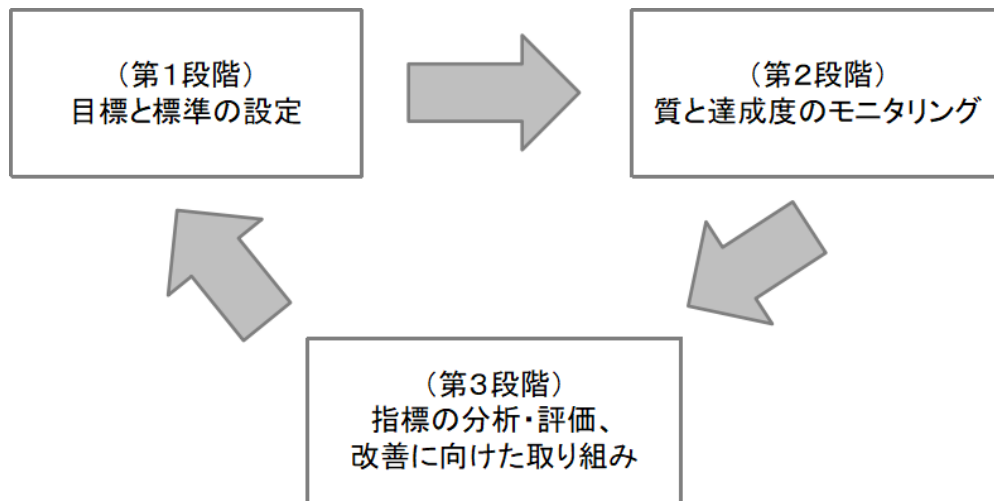 （第１段階）
目標と標準の設定
（第２段階）
質と達成度のモニタリング
（第３段階）
指標の分析・評価、
改善に向けた取り組み